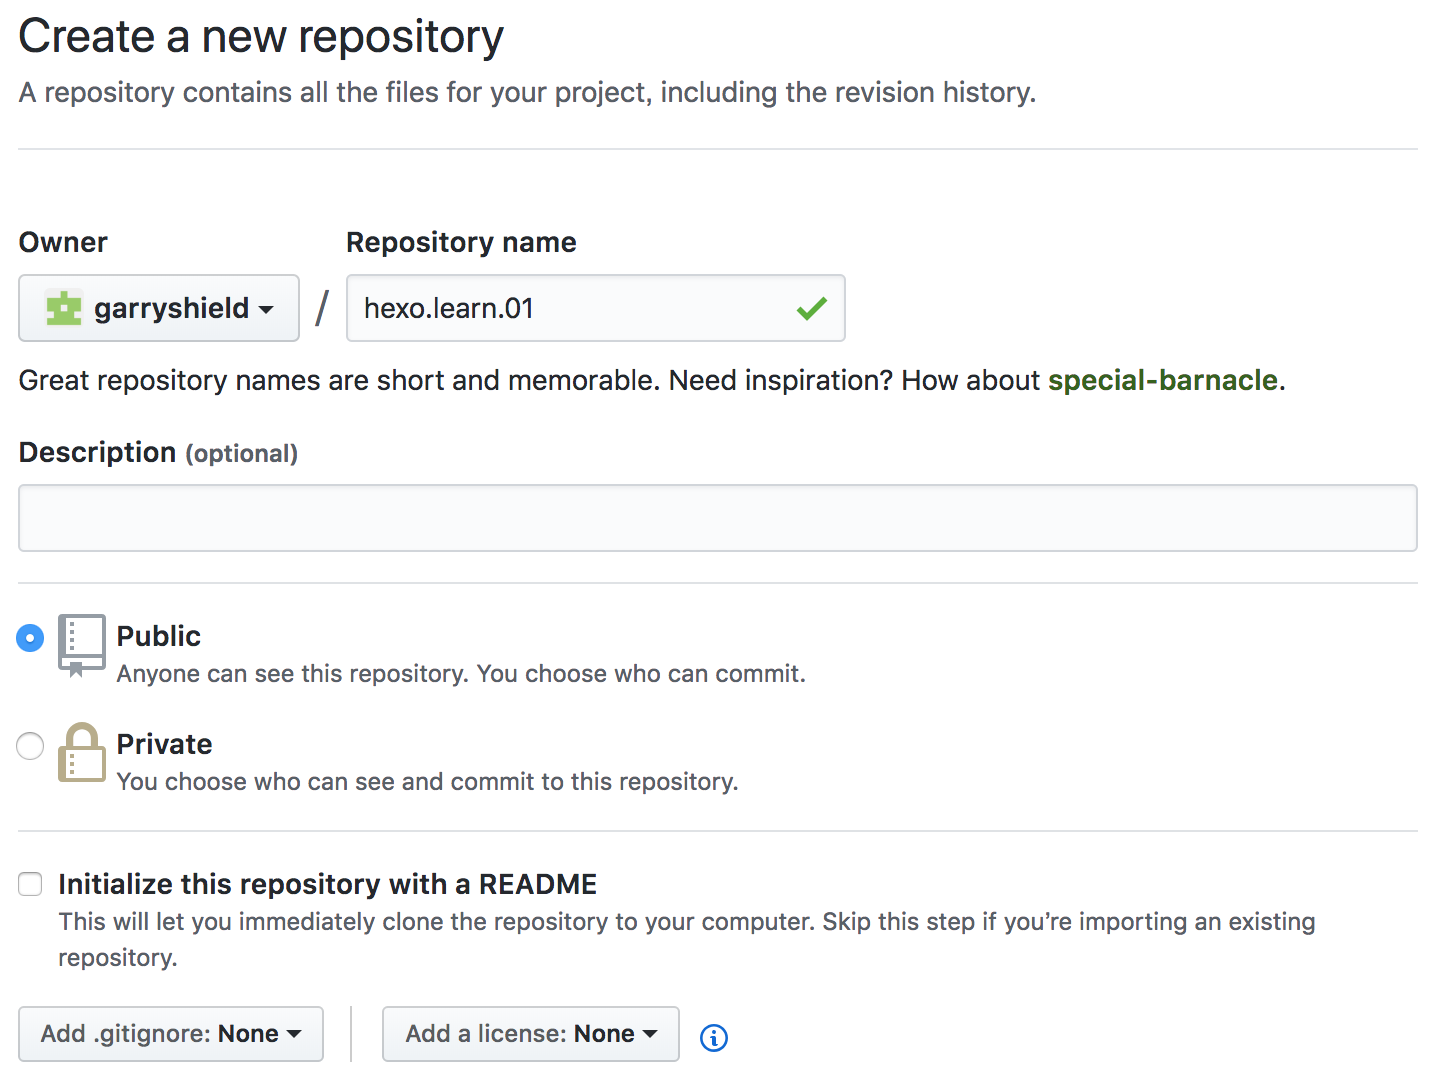 Create a new repository
A repository contains all the files for your project, including the revision history.
Owner
Repository name
garryshield
/
hexo.learn.01
Great repository names are short and memorable. Need inspiration? How about special-barnacle.
Description (optional)
Public
Anyone can see this repository. You choose who can commit.
Private
You choose who can see and commit to this repository.
Initialize this repository with a README
This will let you immediately clone the repository to your computer. Skip this step if you’re importing an existing
repository.
Add .gitignore: None
Add a license: None